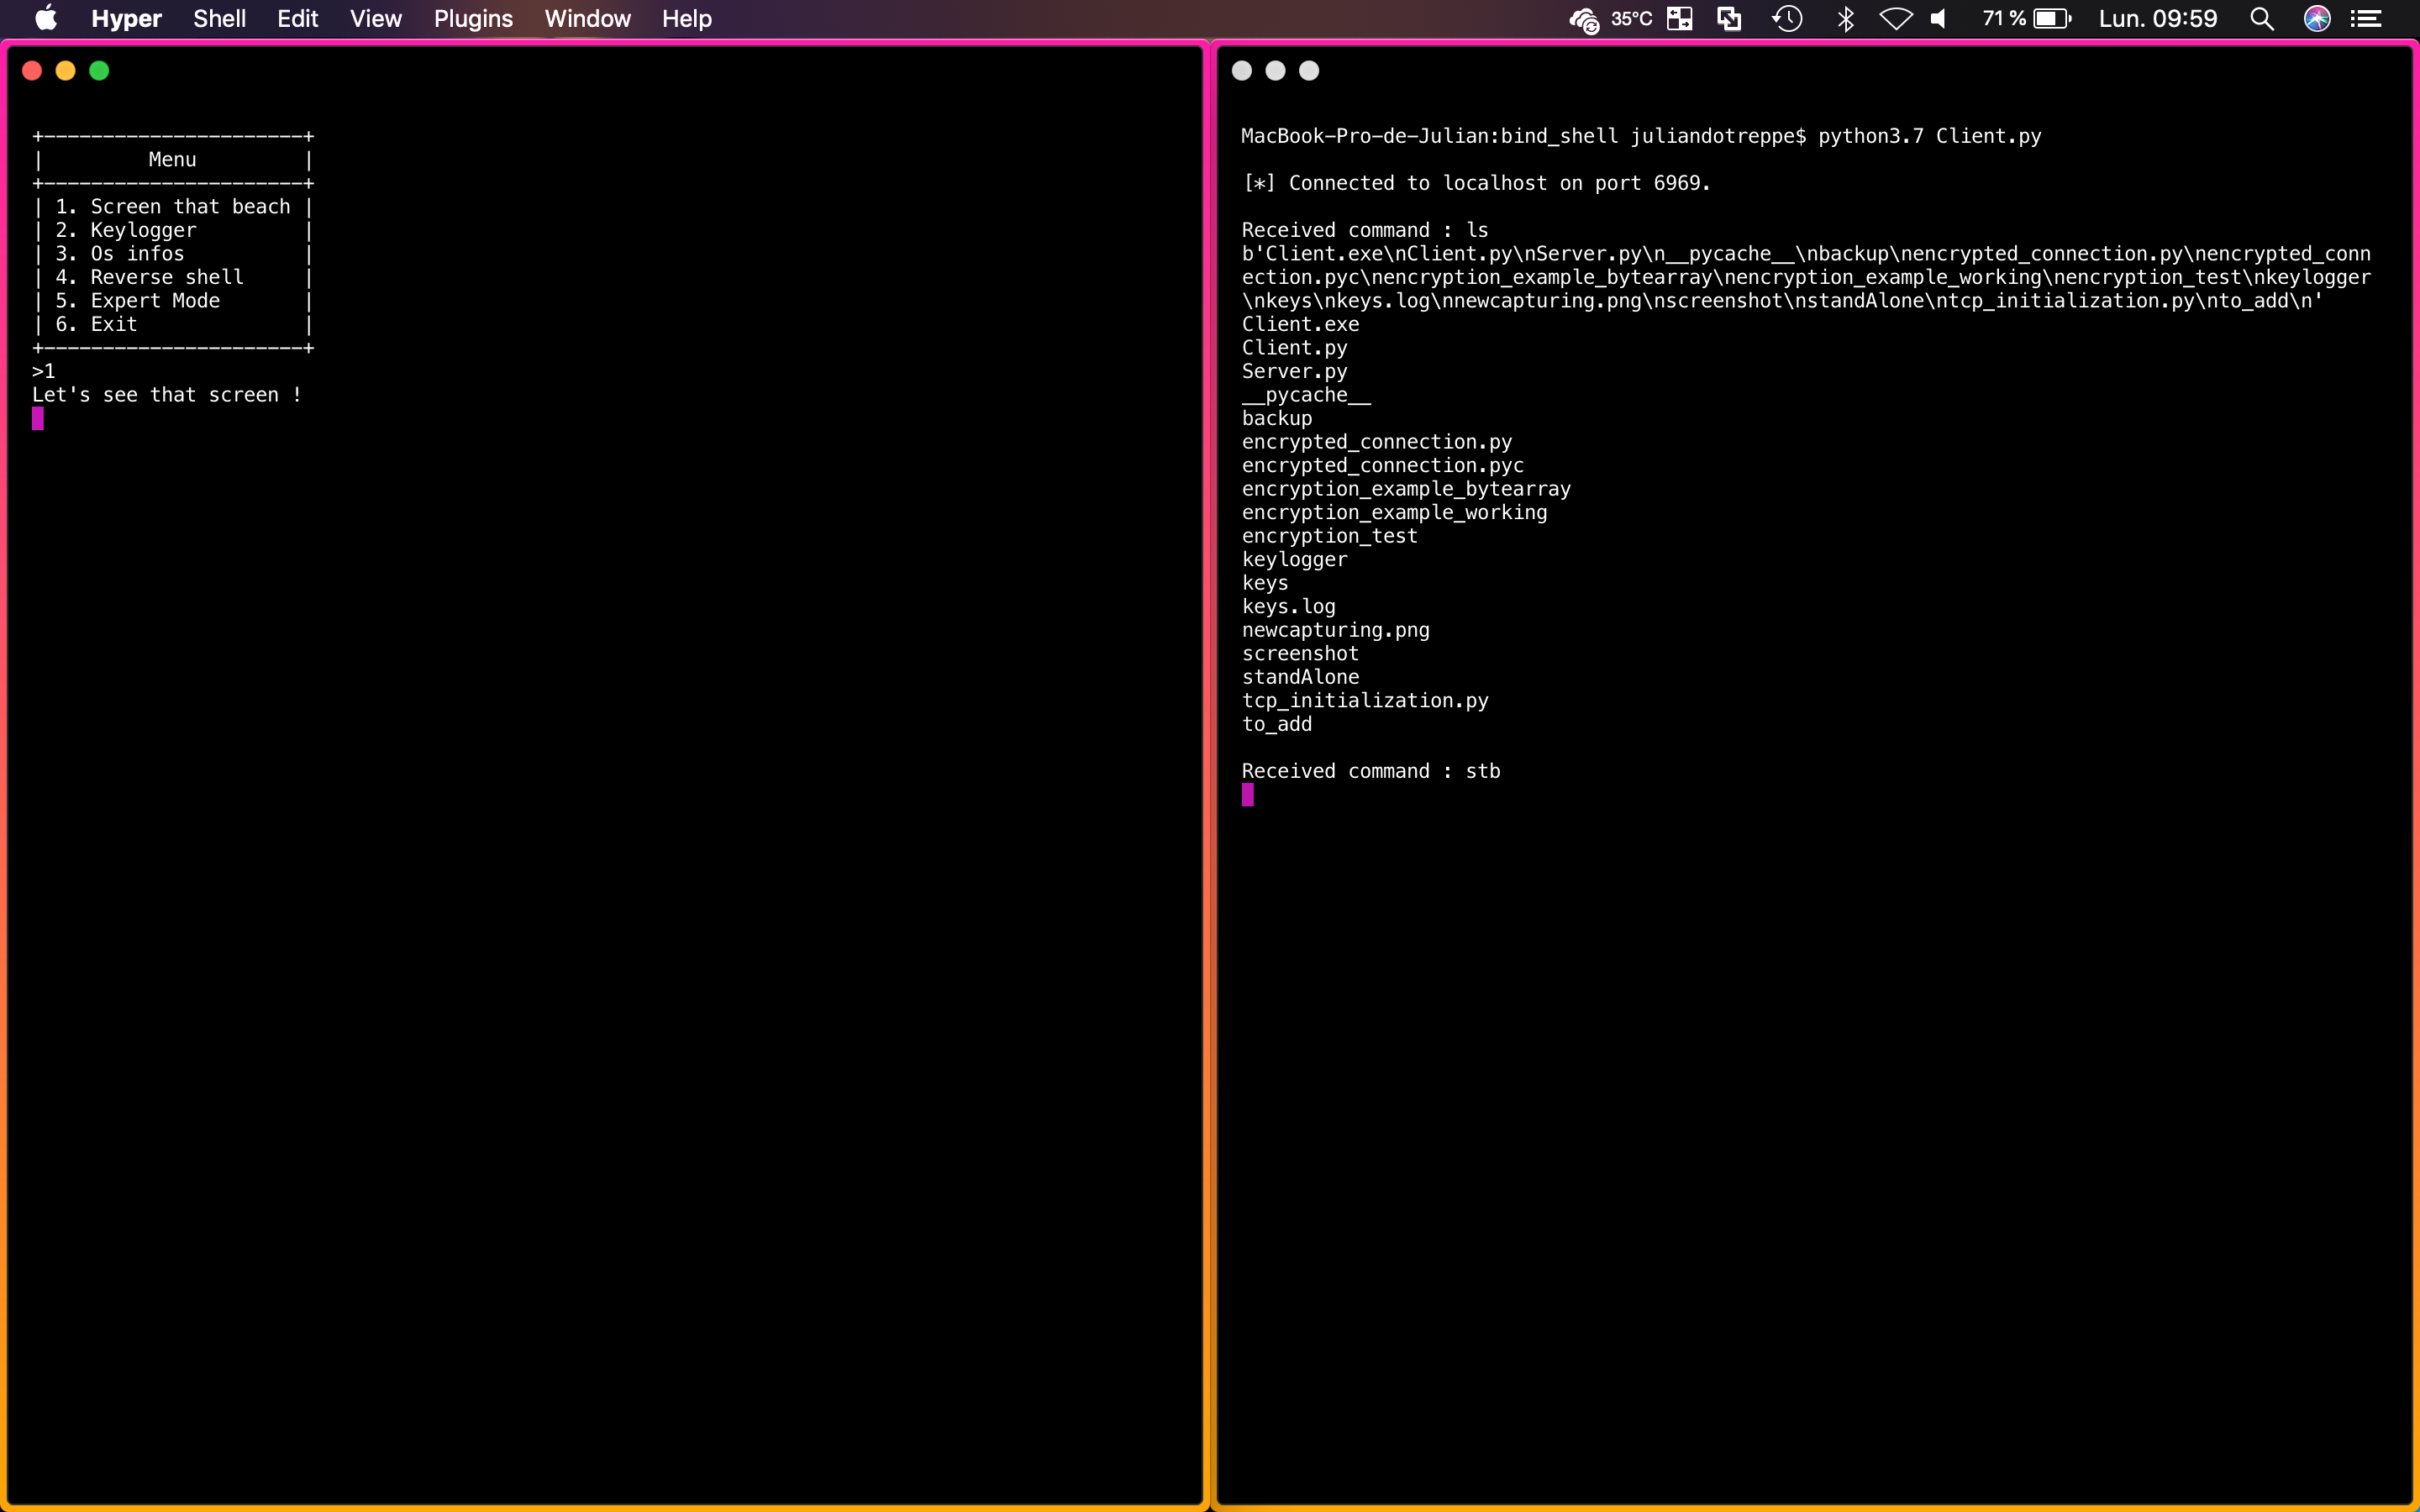 Hyper Shell Edit View Plugins Window Help 35°C 71 % Lun. 09:59
+----------------------+
|         Menu         |
+----------------------+
| 1. Screen that beach |
| 2. Keylogger         |
| 3. Os infos          |
| 4. Reverse shell     |
| 5. Expert Mode       |
| 6. Exit              |
+----------------------+
>1
Let's see that screen !
MacBook-Pro-de-Julian:bind_shell juliandotreppe$ python3.7 Client.py
[*] Connected to localhost on port 6969.
Received command : ls
b'Client.exe\nClient.py\nServer.py\n__pycache__\nbackup\nencrypted_connection.py\nencrypted_conn
ection.pyc\nencryption_example_bytearray\nencryption_example_working\nencryption_test\nkeylogger
\nkeys\nkeys.log\nnewcapturing.png\nscreenshot\nstandAlone\ntcp_initialization.py\nto_add\n'
Client.exe
Client.py
Server.py
__pycache__
backup
encrypted_connection.py
encrypted_connection.pyc
encryption_example_bytearray
encryption_example_working
encryption_test
keylogger
keys
keys.log
newcapturing.png
screenshot
standAlone
tcp_initialization.py
to_add
Received command : stb